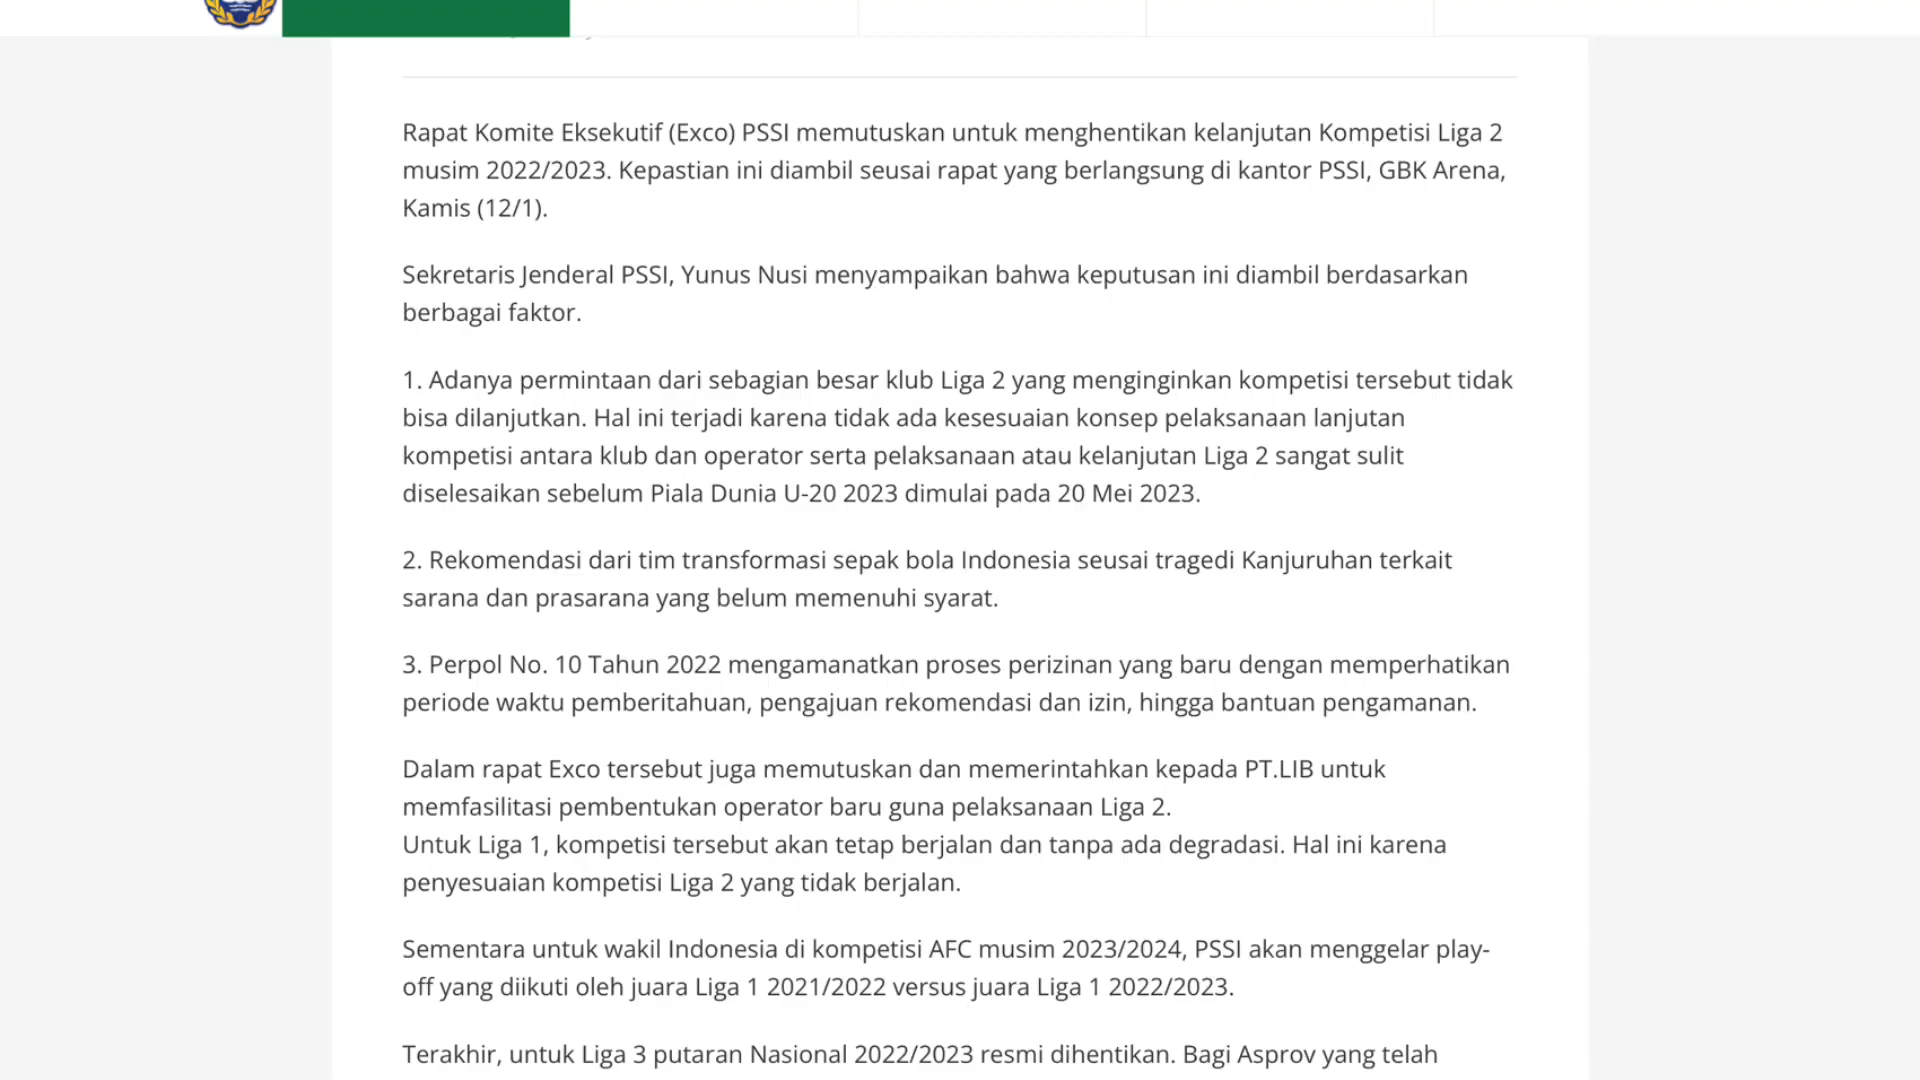 Rapat Komite Eksekutif (Exco) PSSI memutuskan untuk menghentikan kelanjutan Kompetisi Liga 2
musim 2022/2023. Kepastian ini diambil seusai rapat yang berlangsung di kantor PSSI, GBK Arena,
Kamis (12/1).
Sekretaris Jenderal PSSI, Yunus Nusi menyampaikan bahwa keputusan ini diambil berdasarkan
berbagai faktor.
1. Adanya permintaan dari sebagian besar klub Liga 2 yang menginginkan kompetisi tersebut tidak
bisa dilanjutkan. Hal ini terjadi karena tidak ada kesesuaian konsep pelaksanaan lanjutan
kompetisi antara klub dan operator serta pelaksanaan atau kelanjutan Liga 2 sangat sulit
diselesaikan sebelum Piala Dunia U-20 2023 dimulai pada 20 Mei 2023.
2. Rekomendasi dari tim transformasi sepak bola Indonesia seusai tragedi Kanjuruhan terkait
sarana dan prasarana yang belum memenuhi syarat.
3. Perpol No. 10 Tahun 2022 mengamanatkan proses perizinan yang baru dengan memperhatikan
periode waktu pemberitahuan, pengajuan rekomendasi dan izin, hingga bantuan pengamanan.
Dalam rapat Exco tersebut juga memutuskan dan memerintahkan kepada PT.LIB untuk
memfasilitasi pembentukan operator baru guna pelaksanaan Liga 2.
Untuk Liga 1, kompetisi tersebut akan tetap berjalan dan tanpa ada degradasi. Hal ini karena
penyesuaian kompetisi Liga 2 yang tidak berjalan.
Sementara untuk wakil Indonesia di kompetisi AFC musim 2023/2024, PSSI akan menggelar play-
off yang diikuti oleh juara Liga 1 2021/2022 versus juara Liga 1 2022/2023.
Terakhir, untuk Liga 3 putaran Nasional 2022/2023 resmi dihentikan. Bagi Asprov yang telah